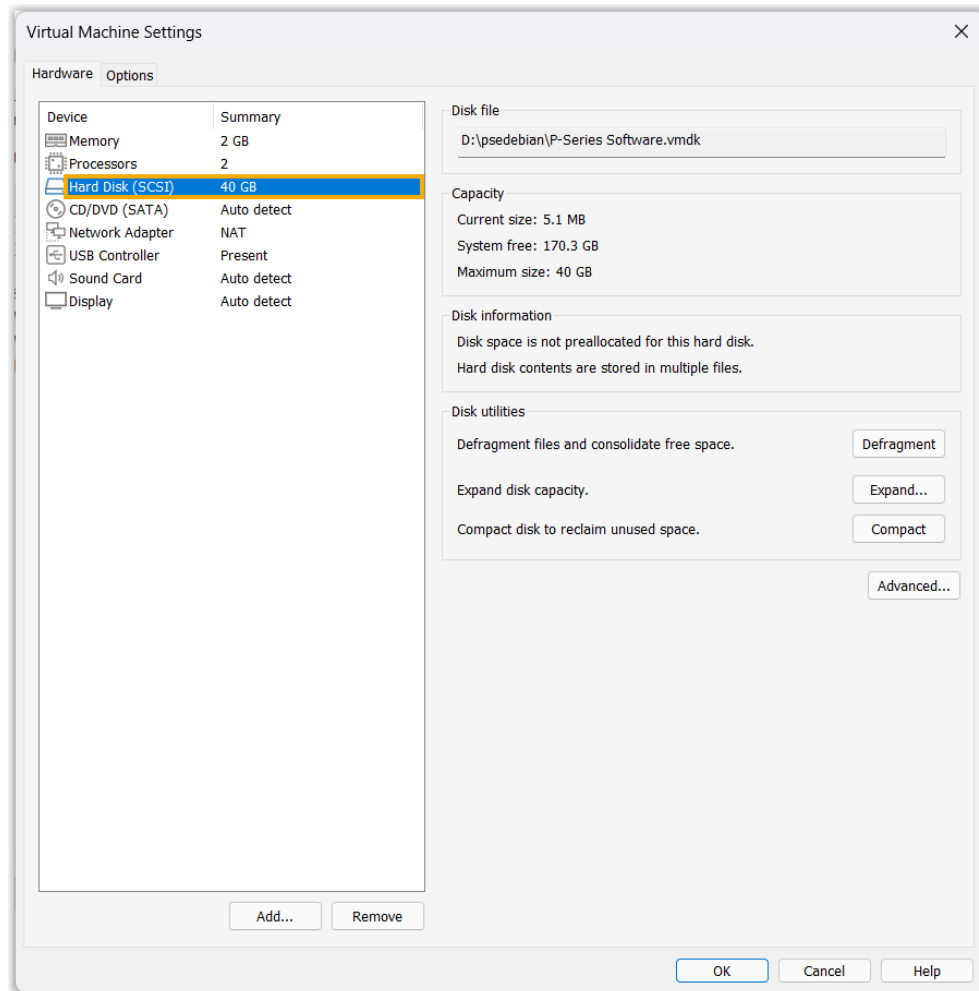 Virtual Machine Settings
Hardware Options
Device Summary
Memory 2 GB
Processors 2
Hard Disk (SCSI) 40 GB
CD/DVD (SATA) Auto detect
Network Adapter NAT
USB Controller Present
Sound Card Auto detect
Display Auto detect
Add... Remove
Disk file
D:\psedebian\P-Series Software.vmdk
Capacity
Current size: 5.1 MB
System free: 170.3 GB
Maximum size: 40 GB
Disk information
Disk space is not preallocated for this hard disk.
Hard disk contents are stored in multiple files.
Disk utilities
Defragment files and consolidate free space. Defragment
Expand disk capacity. Expand...
Compact disk to reclaim unused space. Compact
Advanced...
OK Cancel Help